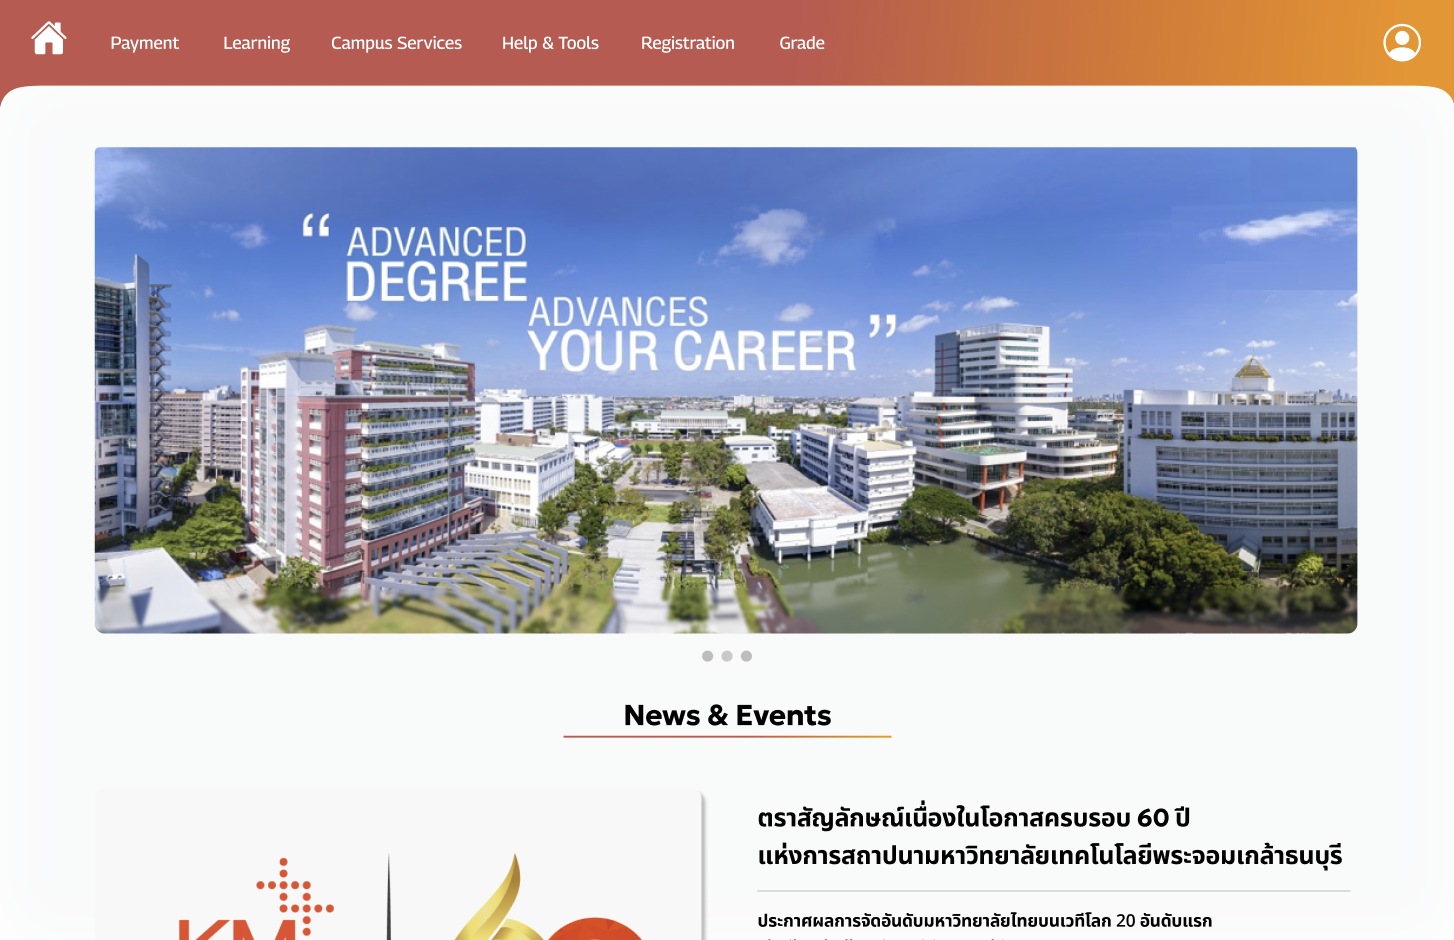 Payment Learning Campus Services Help & Tools Registration Grade
“ ADVANCED
DEGREE
ADVANCES
YOUR CAREER ”
News & Events
ตราสัญลักษณ์เนื่องในโอกาสครบรอบ 60 ปี
แห่งการสถาปนามหาวิทยาลัยเทคโนโลยีพระจอมเกล้าธนบุรี
KM
60
ประกาศผลการจัดอันดับมหาวิทยาลัยไทยบนเวทีโลก 20 อันดับแรก